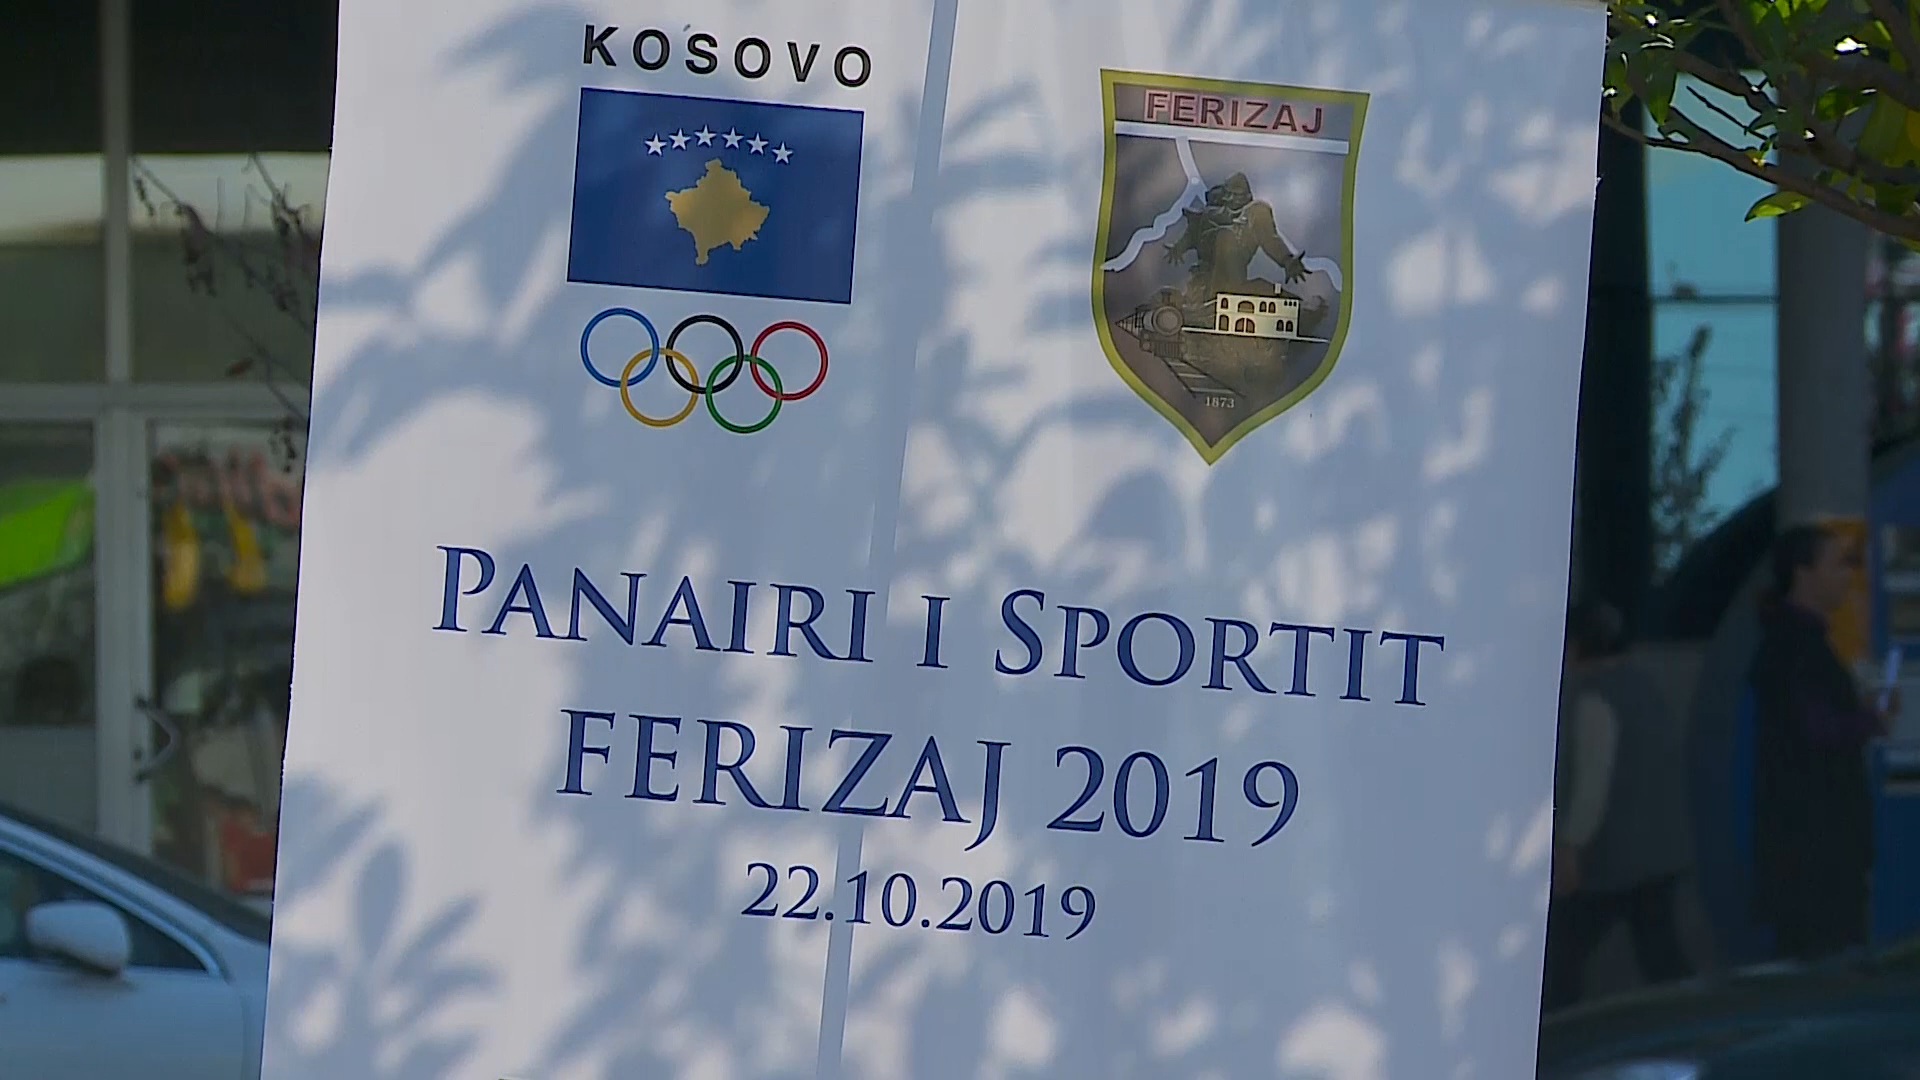 KOSOVO
FERIZAJ
1873
PANAIRI I SPORTIT
FERIZAJ 2019
22.10.2019